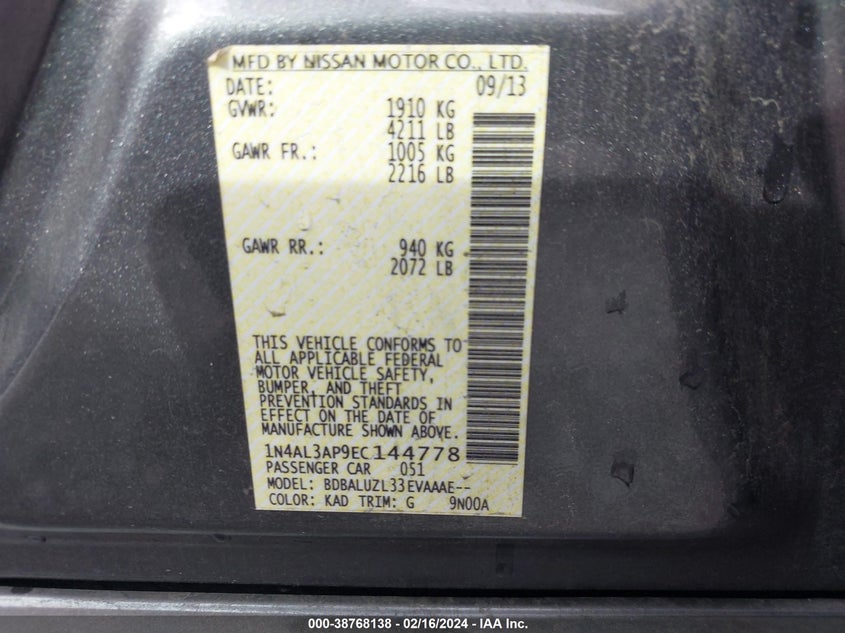 MFD BY NISSAN MOTOR CO., LTD.
DATE: 09/13
GVWR: 1910 KG
4211 LB
GAWR FR.: 1005 KG
2216 LB
GAWR RR.: 940 KG
2072 LB
THIS VEHICLE CONFORMS TO
ALL APPLICABLE FEDERAL
MOTOR VEHICLE SAFETY,
BUMPER, AND THEFT
PREVENTION STANDARDS IN
EFFECT ON THE DATE OF
MANUFACTURE SHOWN ABOVE.
1N4AL3AP9EC144778
PASSENGER CAR 051
MODEL: BDBALUZL33EVAAAE--
COLOR: KAD TRIM: G 9N00A
000-38768138 - 02/16/2024 - IAA Inc.